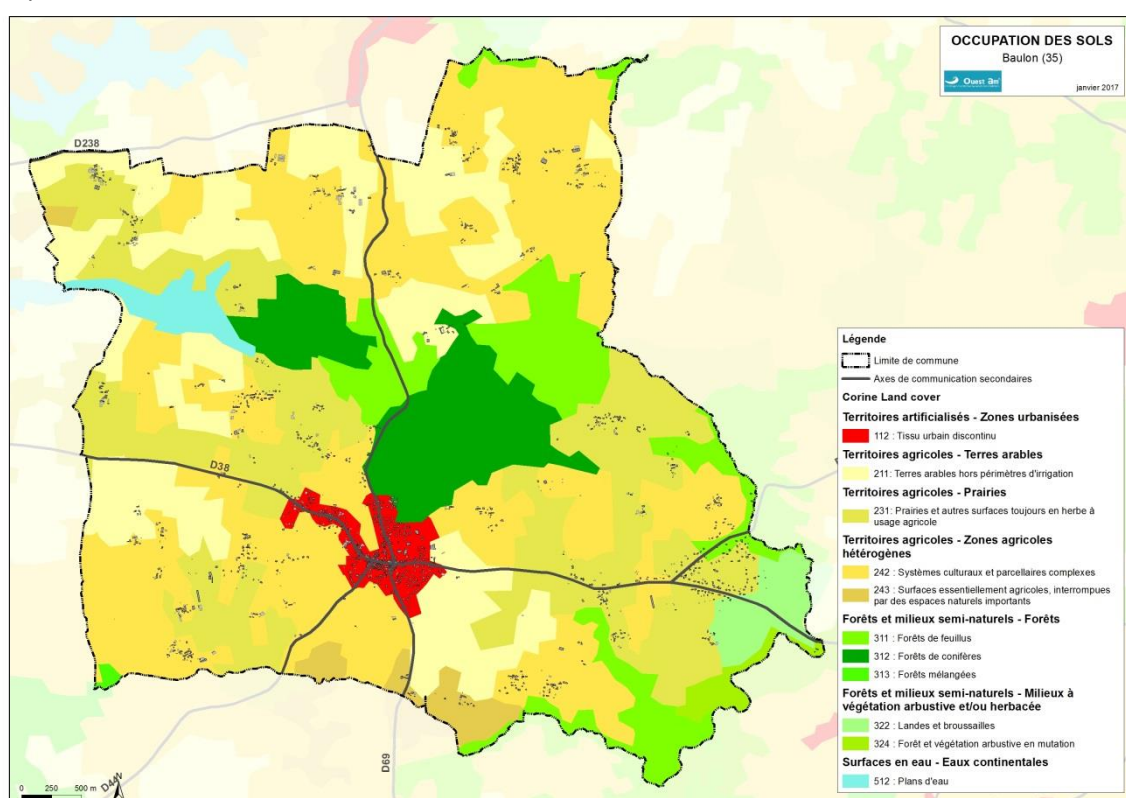 OCCUPATION DES SOLS
Baulon (35)
Ouest am'
janvier 2017
D238
D38
D69
D44
0 250 500 m
Légende
Limite de commune
Axes de communication secondaires
Corine Land cover
Territoires artificialisés - Zones urbanisées
112 : Tissu urbain discontinu
Territoires agricoles - Terres arables
211: Terres arables hors périmètres d'irrigation
Territoires agricoles - Prairies
231: Prairies et autres surfaces toujours en herbe à
usage agricole
Territoires agricoles - Zones agricoles
hétérogènes
242 : Systèmes culturaux et parcellaires complexes
243 : Surfaces essentiellement agricoles, interrompues
par des espaces naturels importants
Forêts et milieux semi-naturels - Forêts
311 : Forêts de feuillus
312 : Forêts de conifères
313 : Forêts mélangées
Forêts et milieux semi-naturels - Milieux à
végétation arbustive et/ou herbacée
322 : Landes et broussailles
324 : Forêt et végétation arbustive en mutation
Surfaces en eau - Eaux continentales
512 : Plans d'eau